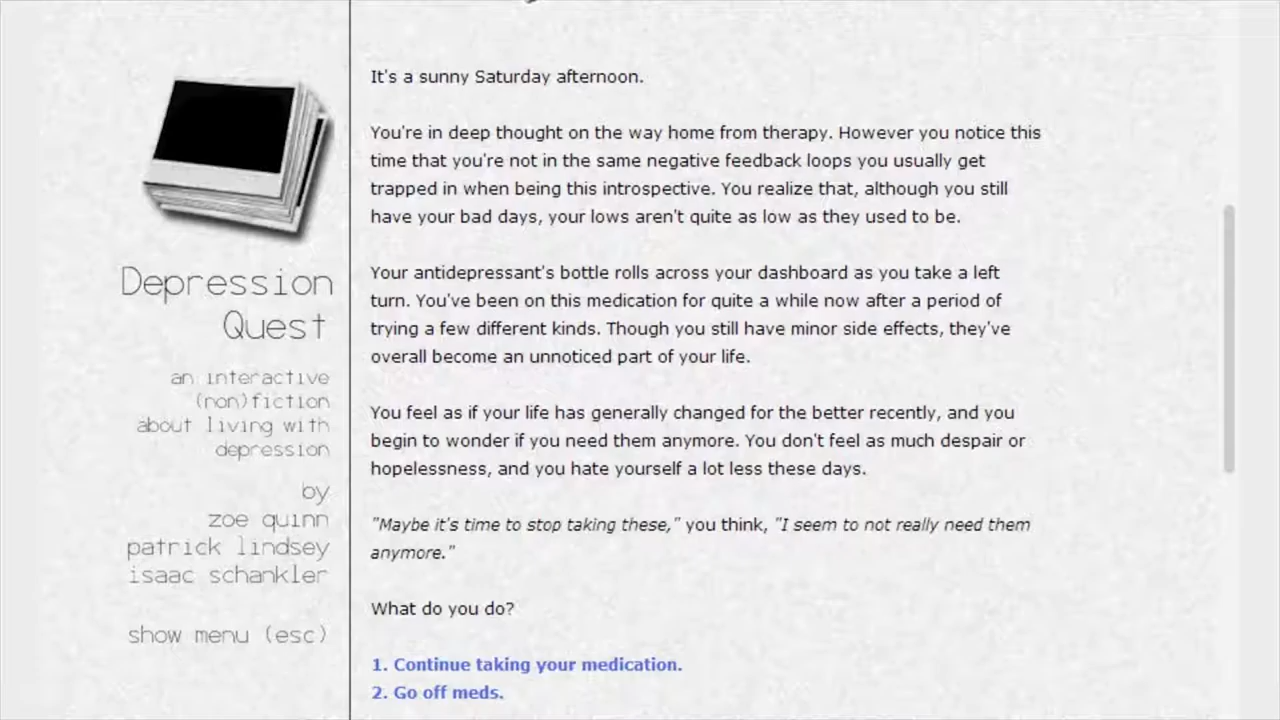 Depression
Quest
an interactive
(non)fiction
about living with
depression
by
zoe quinn
patrick lindsey
isaac schankler
show menu (esc)
It's a sunny Saturday afternoon.
You're in deep thought on the way home from therapy. However you notice this
time that you're not in the same negative feedback loops you usually get
trapped in when being this introspective. You realize that, although you still
have your bad days, your lows aren't quite as low as they used to be.
Your antidepressant's bottle rolls across your dashboard as you take a left
turn. You've been on this medication for quite a while now after a period of
trying a few different kinds. Though you still have minor side effects, they've
overall become an unnoticed part of your life.
You feel as if your life has generally changed for the better recently, and you
begin to wonder if you need them anymore. You don't feel as much despair or
hopelessness, and you hate yourself a lot less these days.
"Maybe it's time to stop taking these," you think, "I seem to not really need them
anymore."
What do you do?
1. Continue taking your medication.
2. Go off meds.